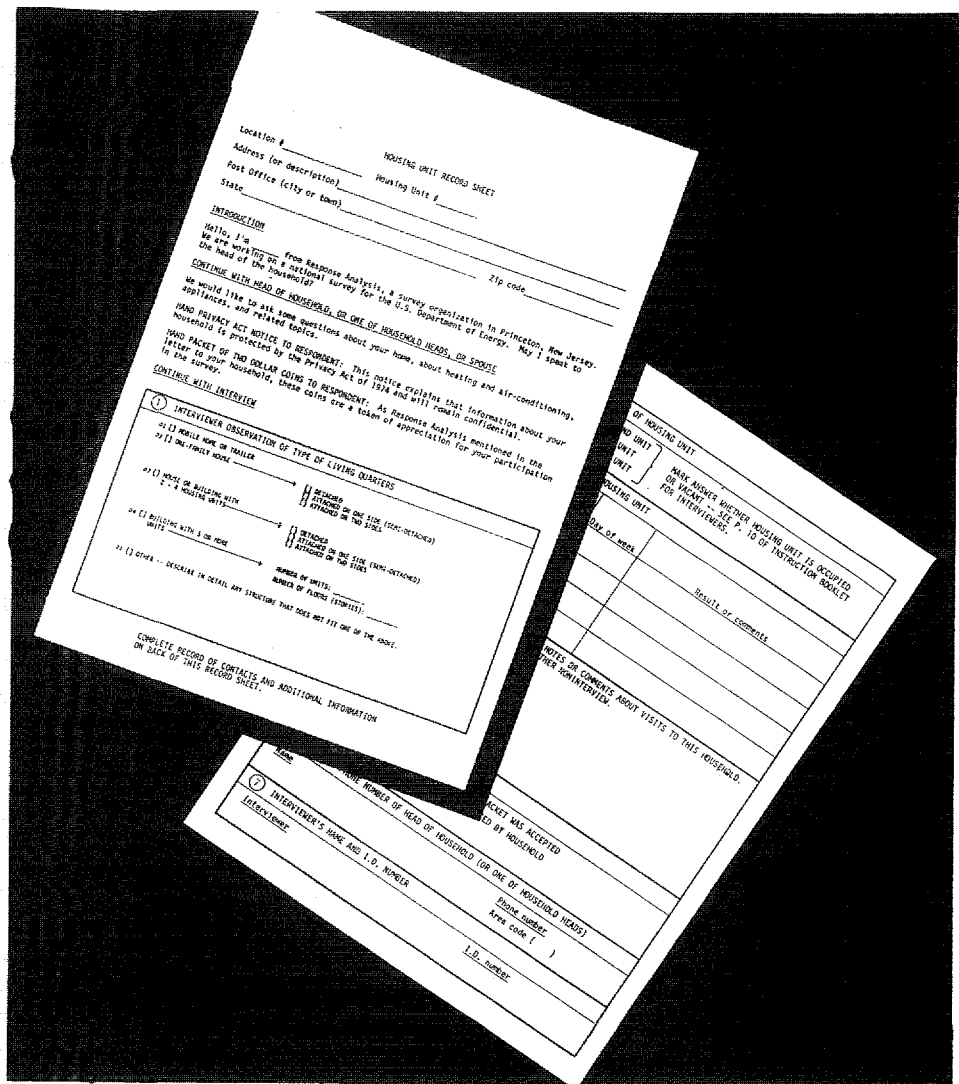 HOUSING UNIT RECORD SHEET
Location #
Housing Unit #
Address (or description)
Post Office (city or town)
State
Zip code
INTRODUCTION
Hello, I'm ______ from Response Analysis, a survey organization in Princeton, New Jersey.
We are working on a national survey for the U.S. Department of Energy. May I speak to
the head of the household?
CONTINUE WITH HEAD OF HOUSEHOLD, OR ONE OF HOUSEHOLD HEADS, OR SPOUSE
We would like to ask some questions about your home, about heating and air-conditioning,
appliances, and related topics.
HAND PRIVACY ACT NOTICE TO RESPONDENT: This notice explains that information about your
household is protected by the Privacy Act of 1974 and will remain confidential.
HAND PACKET OF TWO DOLLAR COINS TO RESPONDENT: As Response Analysis mentioned in the
letter to your household, these coins are a token of appreciation for your participation
in the survey.
CONTINUE WITH INTERVIEW
1 INTERVIEWER OBSERVATION OF TYPE OF LIVING QUARTERS
[] MOBILE HOME OR TRAILER
[] ONE-FAMILY HOUSE
[] DETACHED
[] ATTACHED ON ONE SIDE (SEMI-DETACHED)
[] ATTACHED ON TWO SIDES
[] HOUSE OR BUILDING WITH
2 - 4 HOUSING UNITS
[] DETACHED
[] ATTACHED ON ONE SIDE (SEMI-DETACHED)
[] ATTACHED ON TWO SIDES
[] BUILDING WITH 5 OR MORE
UNITS
NUMBER OF UNITS:
NUMBER OF FLOORS (STORIES):
[] OTHER -- DESCRIBE IN DETAIL ANY STRUCTURE THAT DOES NOT FIT ONE OF THE ABOVE.
COMPLETE RECORD OF CONTACTS AND ADDITIONAL INFORMATION
ON BACK OF THIS RECORD SHEET.
OF HOUSING UNIT
UNIT
UNIT
UNIT
MARK ANSWER WHETHER HOUSING UNIT IS OCCUPIED
OR VACANT -- SEE P. 10 OF INSTRUCTION BOOKLET
FOR INTERVIEWERS.
HOUSING UNIT
Day of week
Result or comments
NOTES OR COMMENTS ABOUT VISITS TO THIS HOUSEHOLD.
NONINTERVIEW.
PACKET WAS ACCEPTED
BY HOUSEHOLD
NUMBER OF HEAD OF HOUSEHOLD (OR ONE OF HOUSEHOLD HEADS)
Name
Phone number
Area code ( )
7 INTERVIEWER'S NAME AND I.D. NUMBER
Interviewer
I.D. number